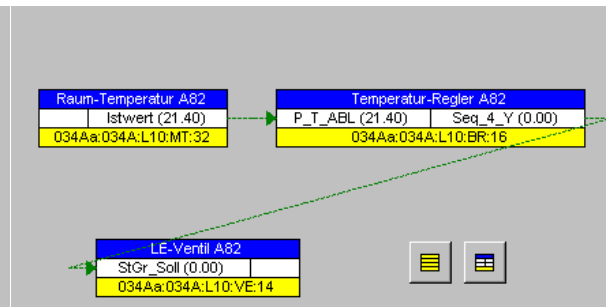 Raum-Temperatur A82
Istwert (21.40)
034Aa:034A:L10:MT:32
Temperatur-Regler A82
P_T_ABL (21.40) Seq_4_Y (0.00)
034Aa:034A:L10:BR:16
LE-Ventil A82
StGr_Soll (0.00)
034Aa:034A:L10:VE:14